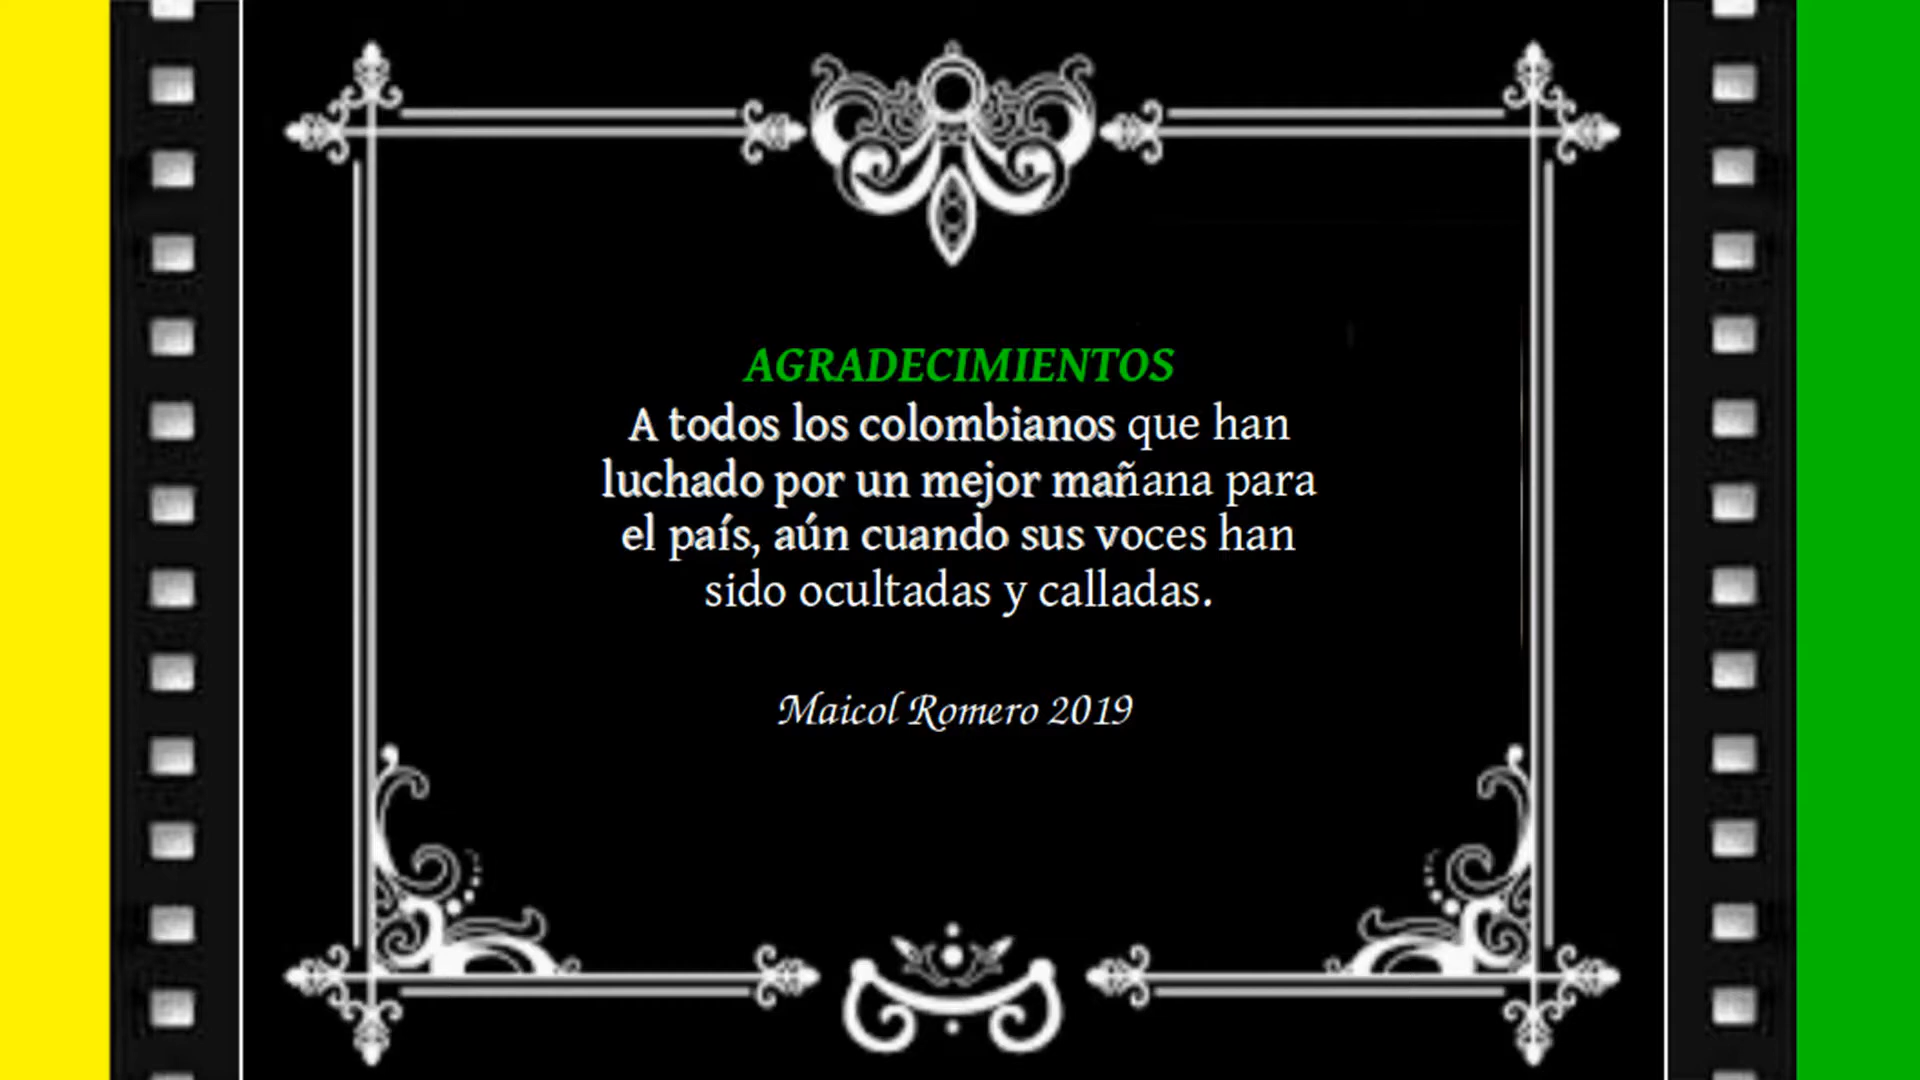 AGRADECIMIENTOS
A todos los colombianos que han
luchado por un mejor mañana para
el país, aún cuando sus voces han
sido ocultadas y calladas.
Maicol Romero 2019